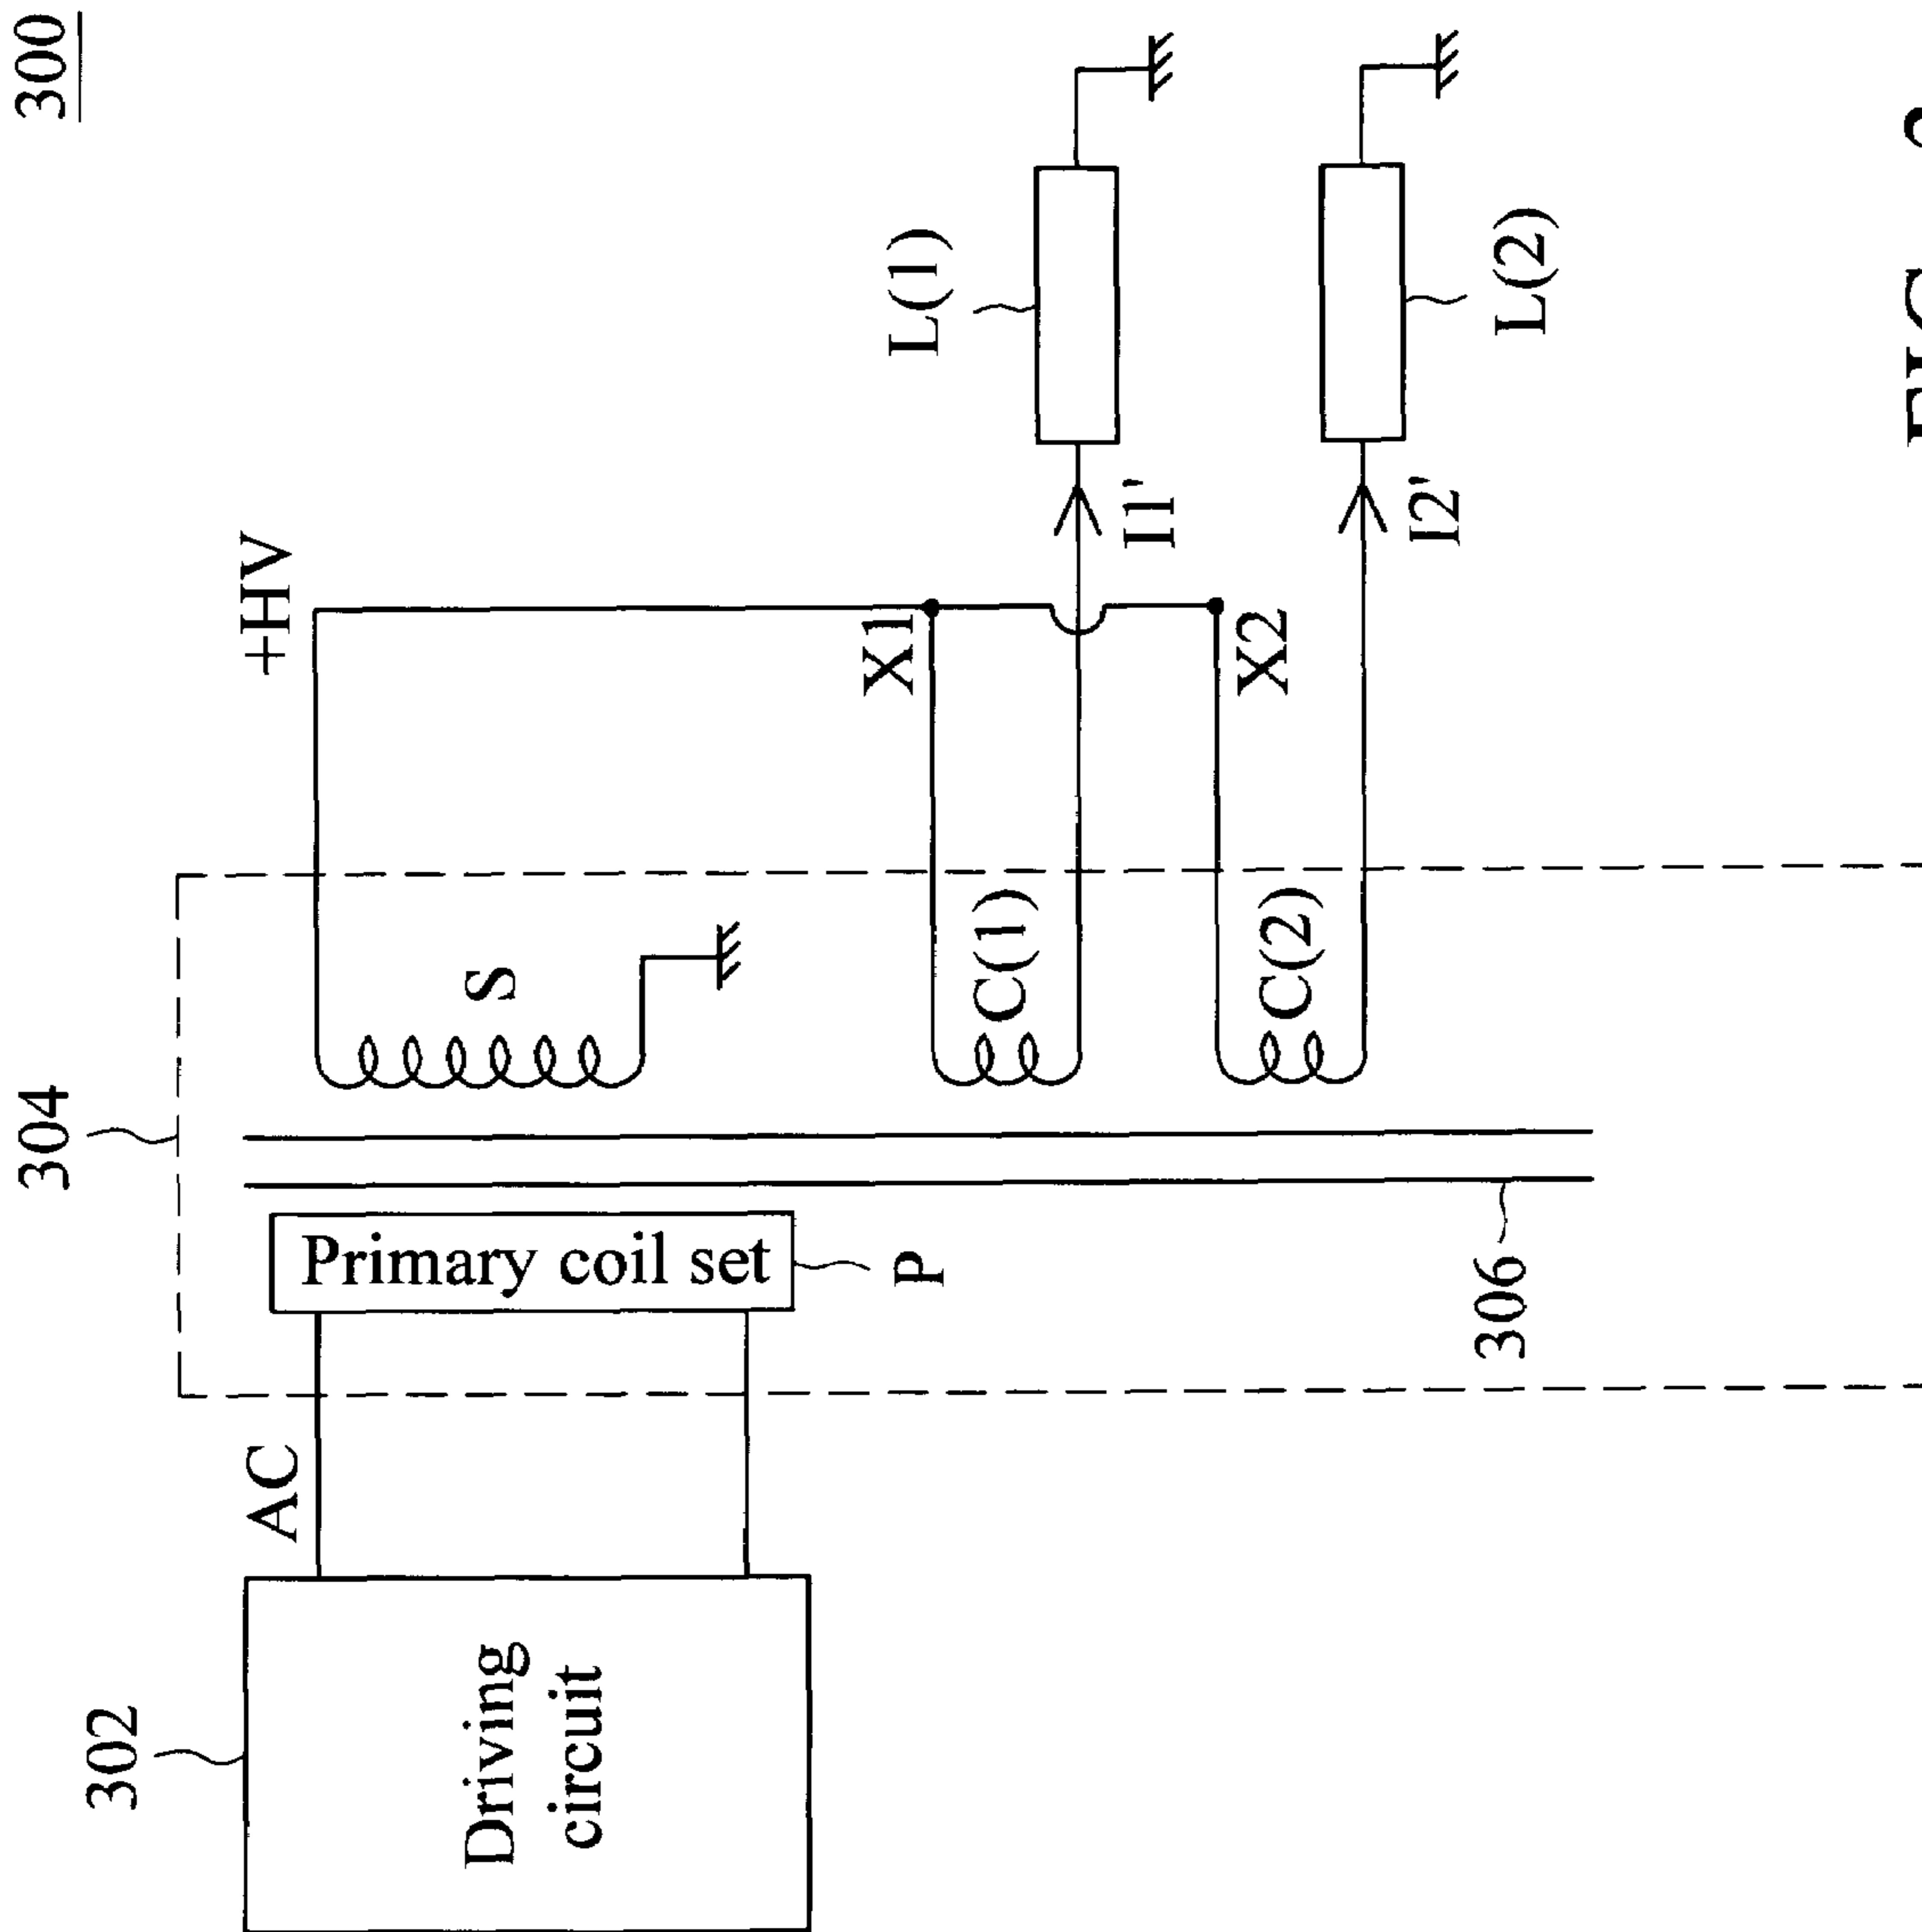 300
304
302
+HV
AC
S
Primary coil set
P
Driving
circuit
X1
L(1)
C(1)
I1'
X2
C(2)
I2'
L(2)
306